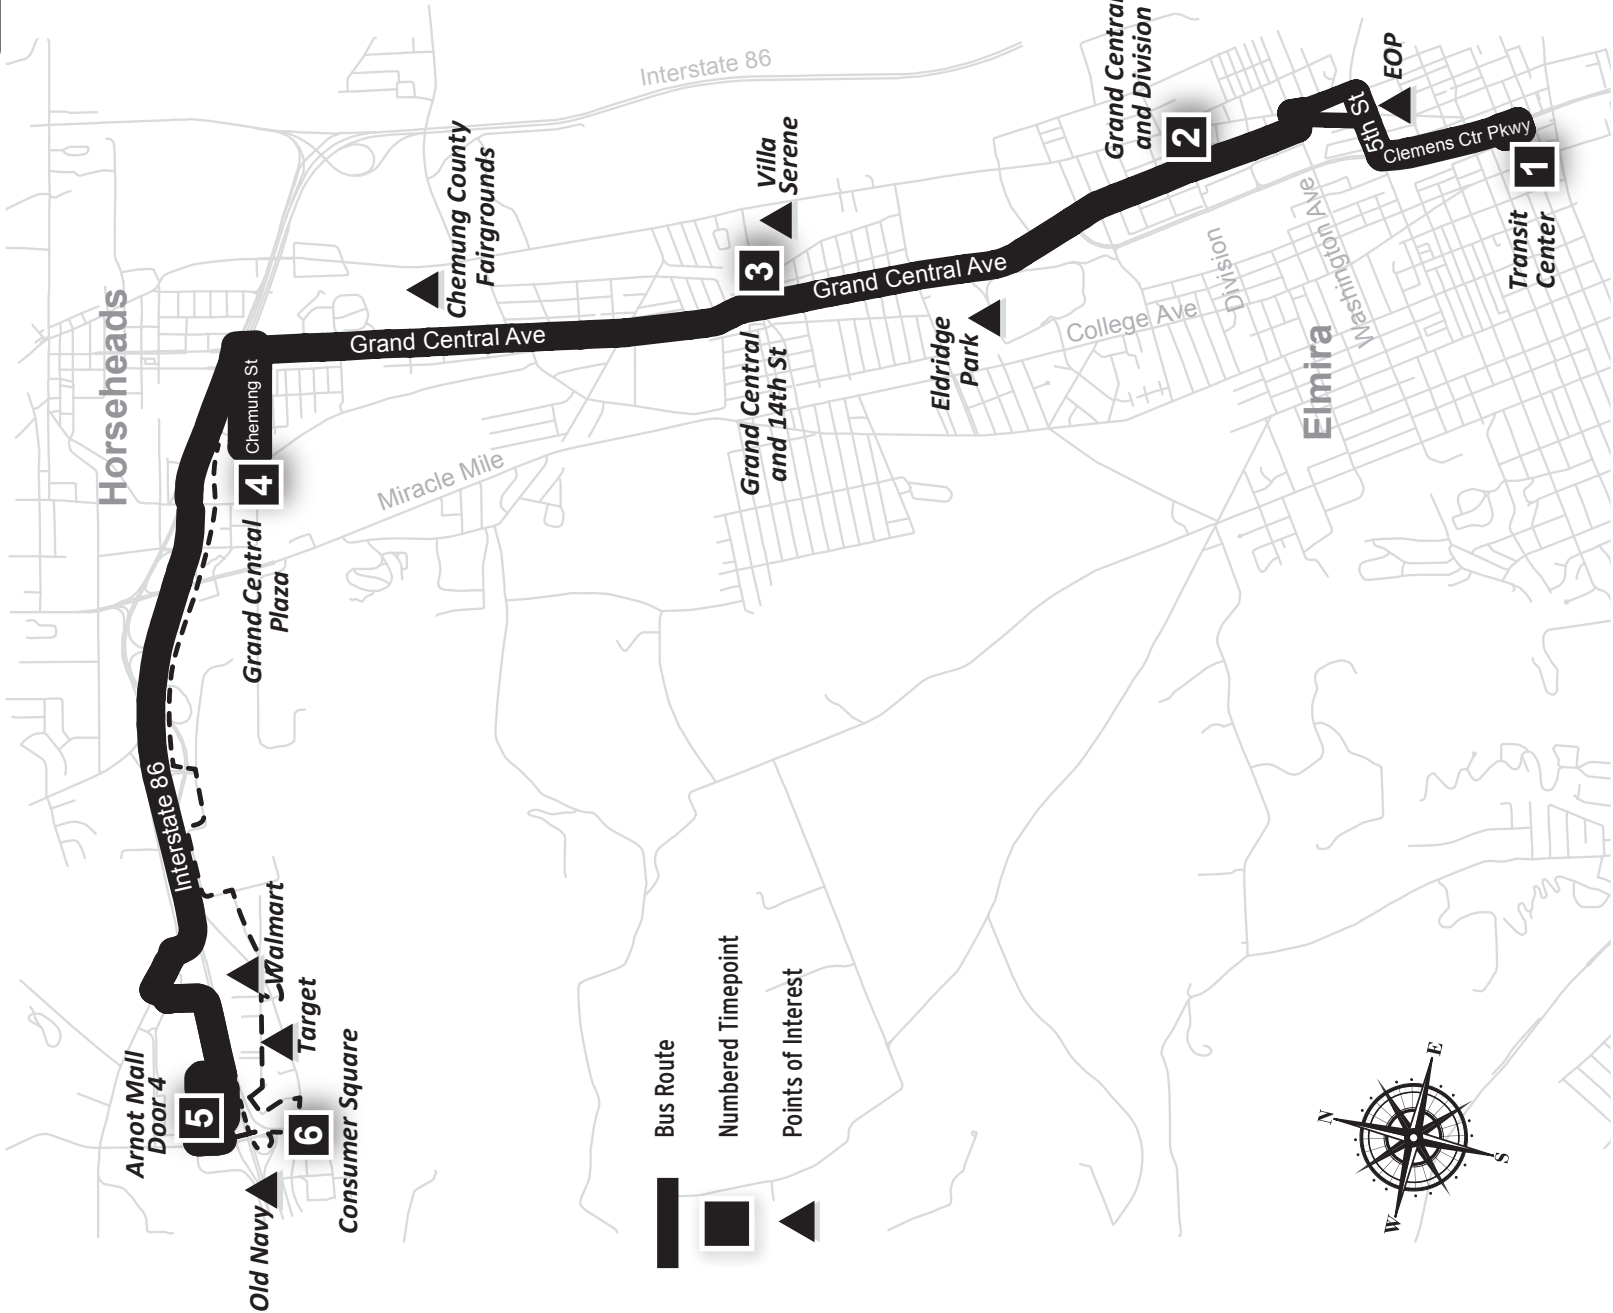 Interstate 86
Grand Central
and Division
EOP
5th St
Clemens Ctr Pkwy
2
1
Transit
Center
Chemung County
Fairgrounds
Villa
Serene
3
Grand Central Ave
Division
Washington Ave
Horseheads
Grand Central Ave
Chemung St
4
Grand Central
and 14th St
Eldridge
Park
College Ave
Elmira
Miracle Mile
Grand Central
Plaza
Interstate 86
Walmart
Target
Arnot Mall
Door 4
5
6
Consumer Square
Old Navy
Bus Route
Numbered Timepoint
Points of Interest
N
E
S
W